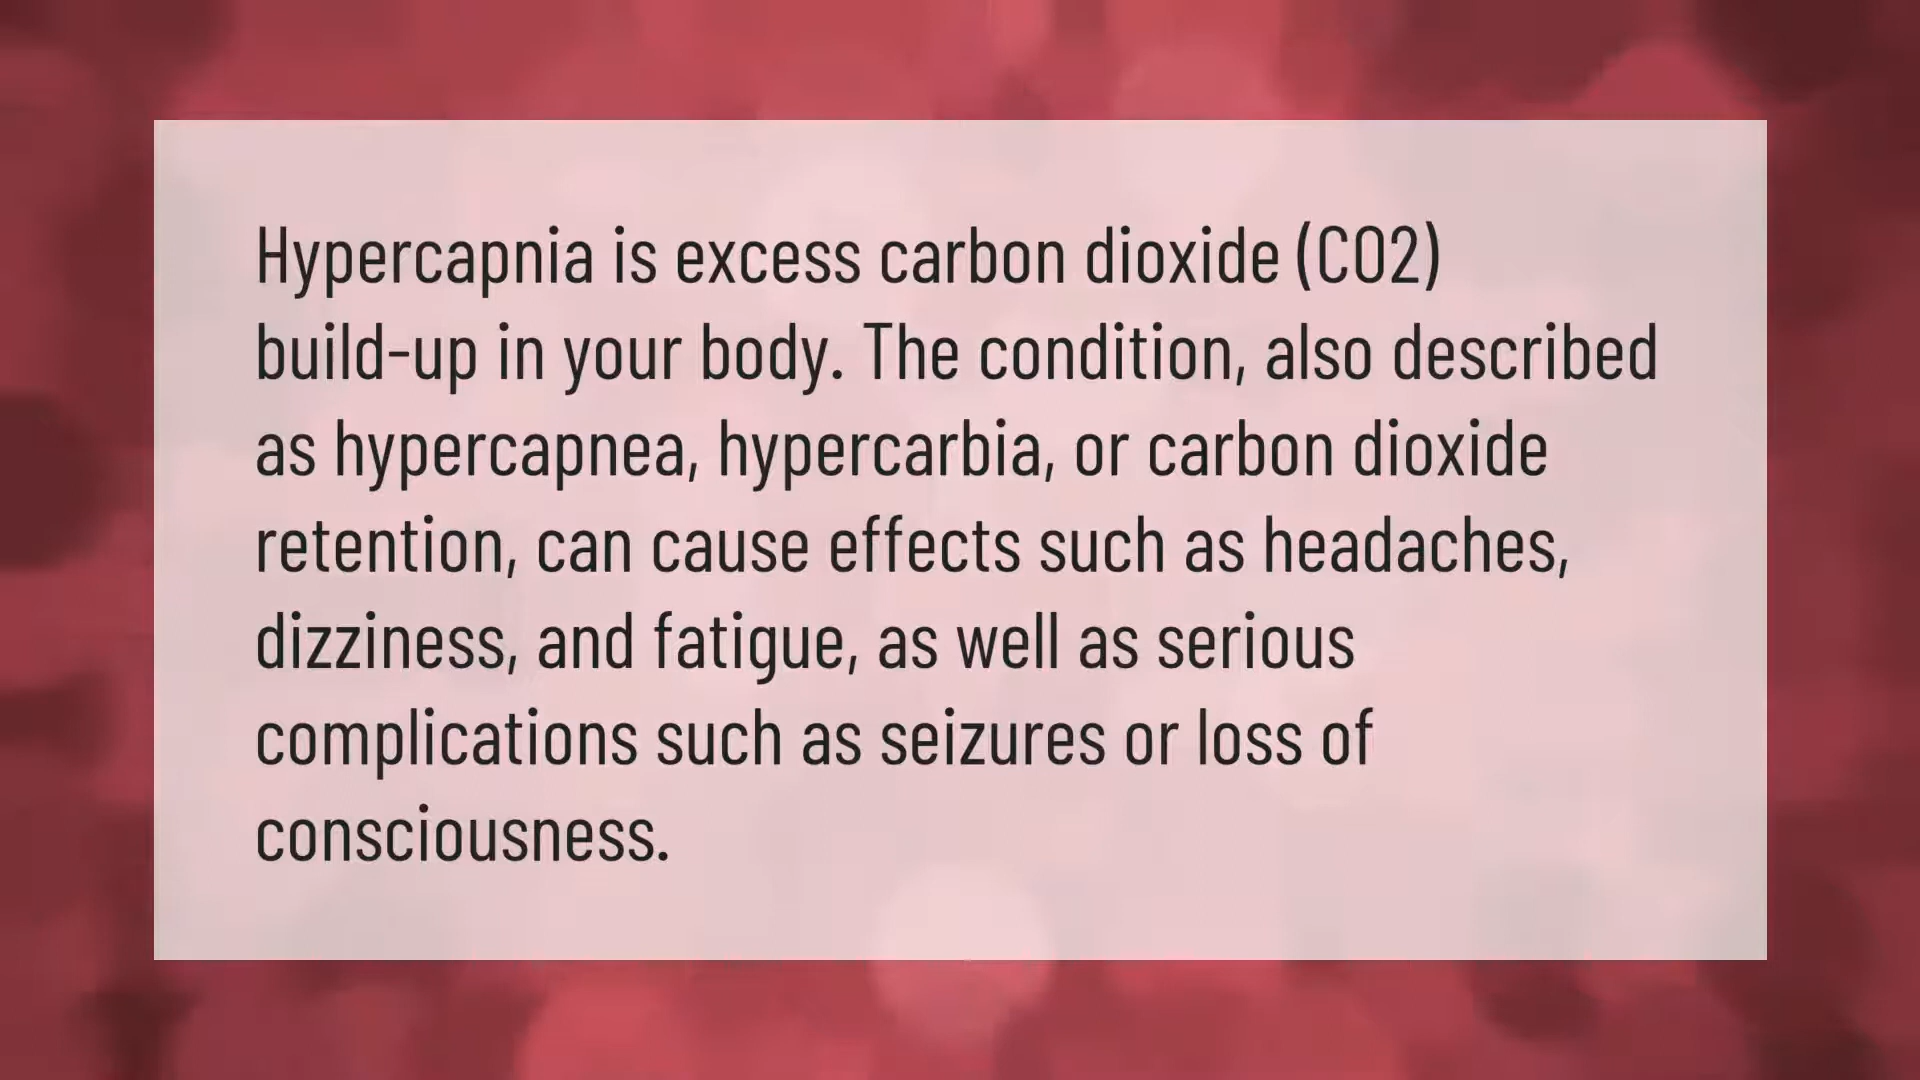 Hypercapnia is excess carbon dioxide (CO2)
build-up in your body. The condition, also described
as hypercapnea, hypercarbia, or carbon dioxide
retention, can cause effects such as headaches,
dizziness, and fatigue, as well as serious
complications such as seizures or loss of
consciousness.